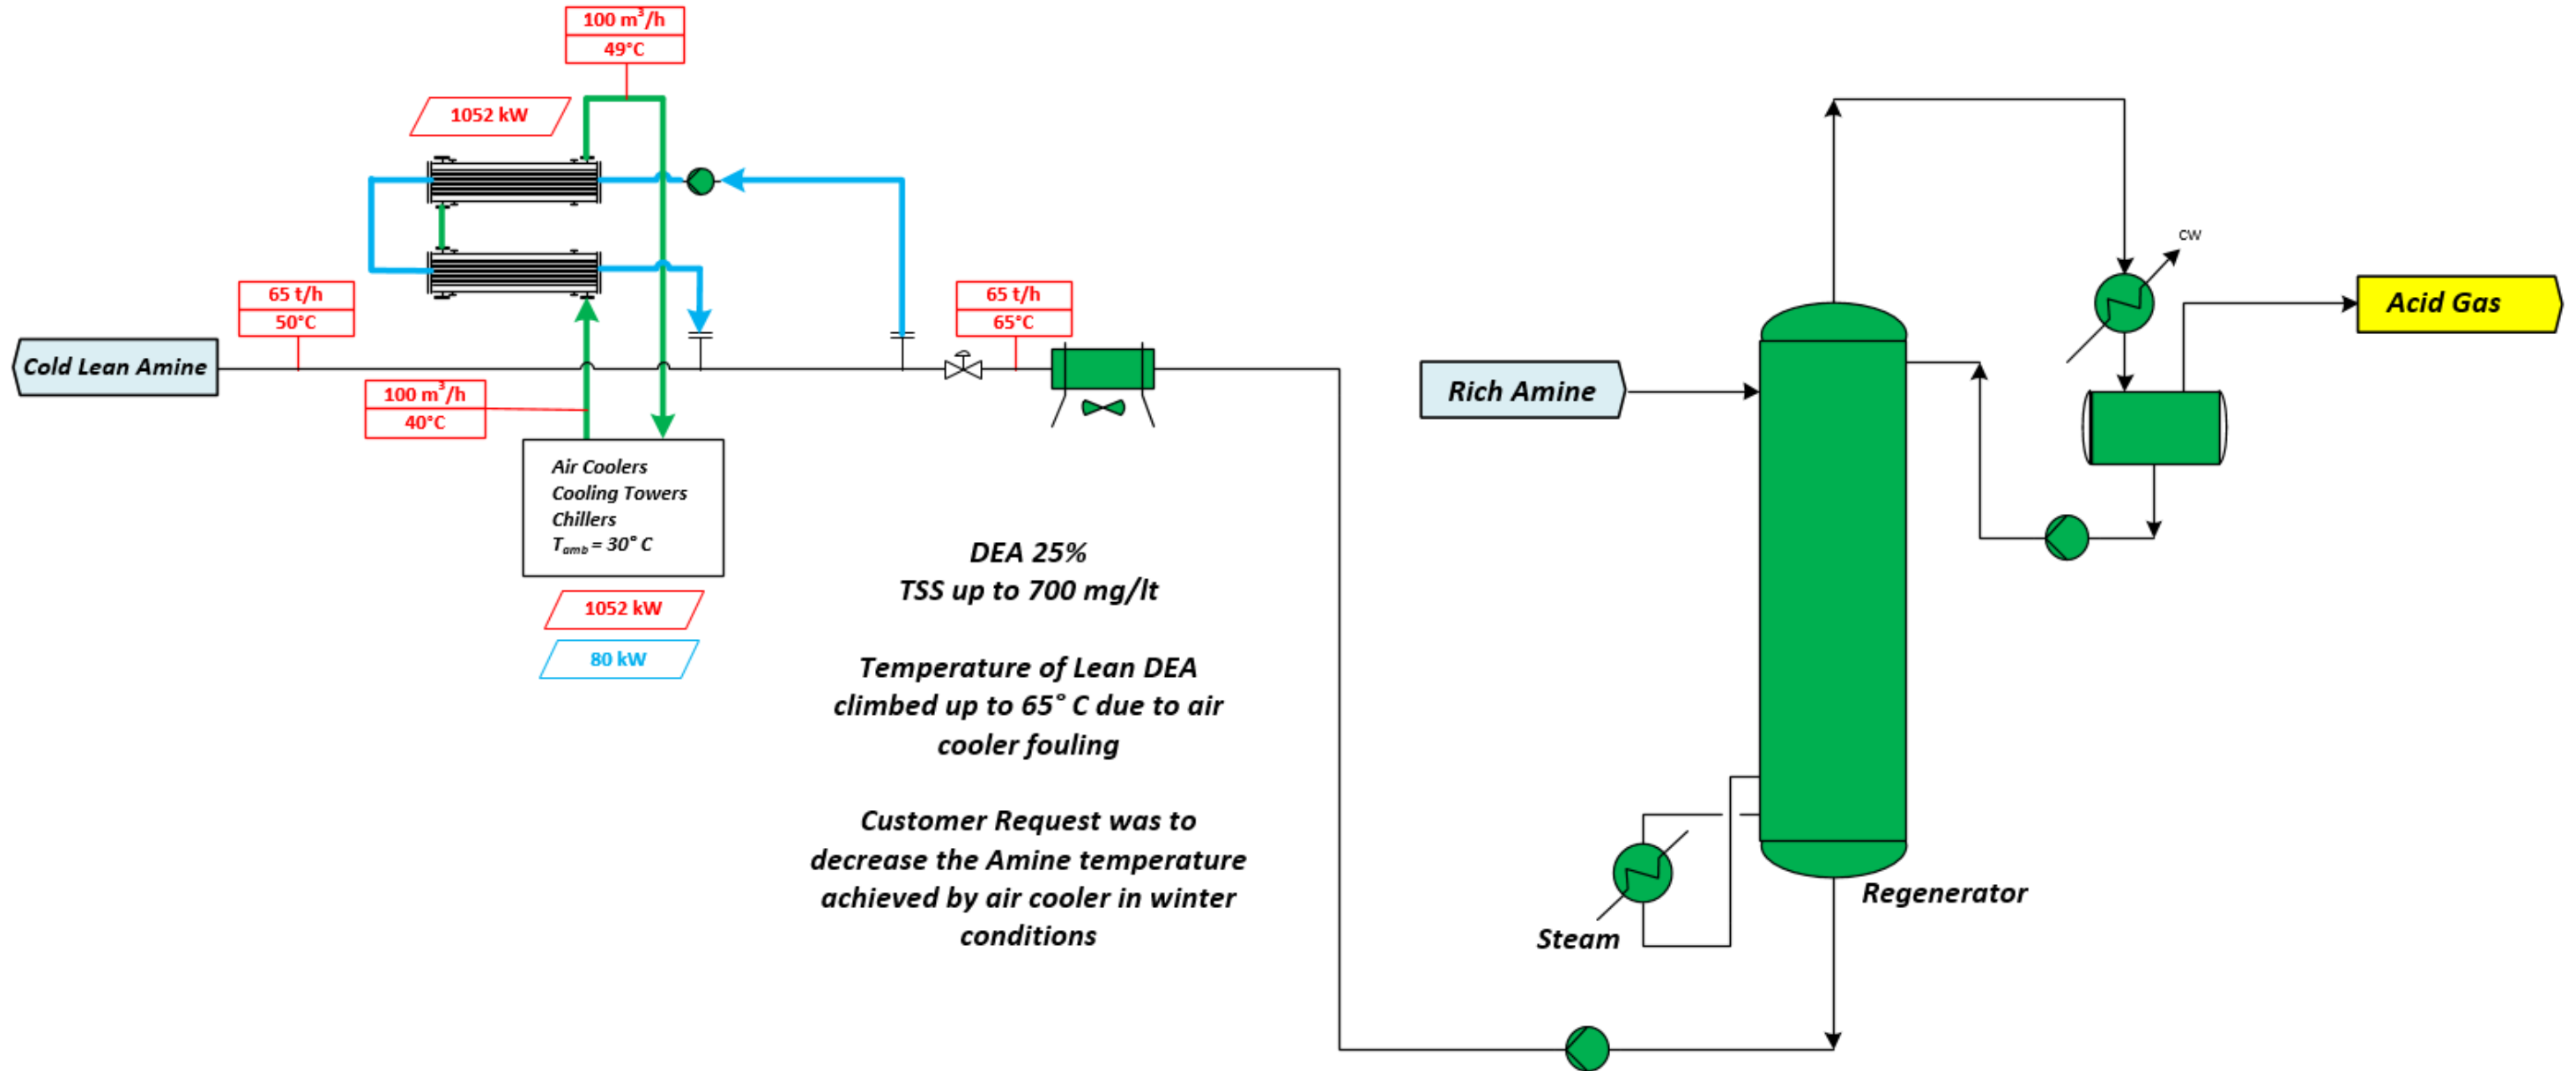 100 m³/h
49°C
1052 kW
CW
65 t/h
50°C
65 t/h
65°C
Acid Gas
Cold Lean Amine
100 m³/h
40°C
Rich Amine
Air Coolers
Cooling Towers
Chillers
Tamb = 30° C
1052 kW
80 kW
DEA 25%
TSS up to 700 mg/lt
Temperature of Lean DEA
climbed up to 65° C due to air
cooler fouling
Customer Request was to
decrease the Amine temperature
achieved by air cooler in winter
conditions
Regenerator
Steam